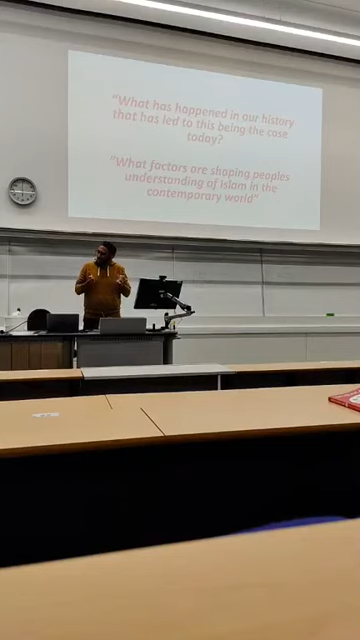 “What has happened in our history
that has led to this being the case
today?
“What factors are shaping peoples
understanding of Islam in the
contemporary world”